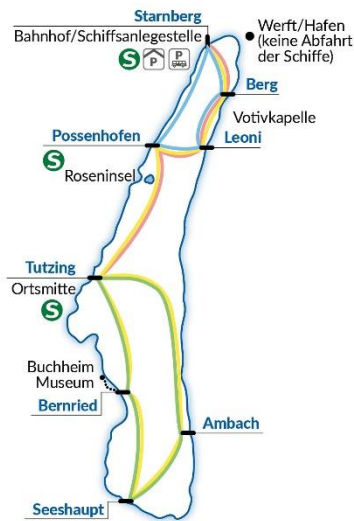 Starnberg
Bahnhof/Schiffsanlegestelle
S P P
Werft/Hafen
(keine Abfahrt
der Schiffe)
Berg
Votivkapelle
Possenhofen
Leoni
S
Roseninsel
Tutzing
Ortsmitte
S
Buchheim
Museum
Bernried
Ambach
Seeshaupt